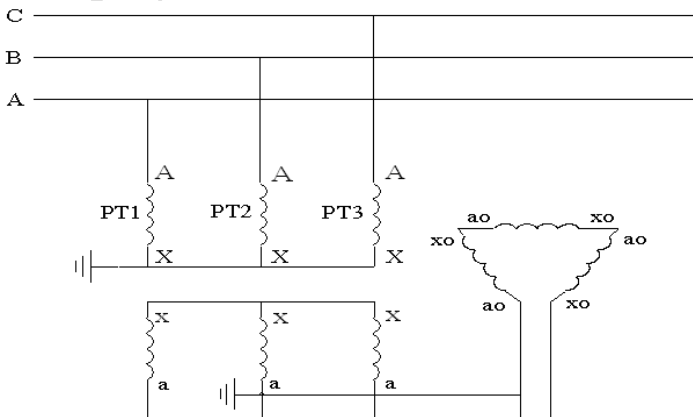 C
B
A
A A A
PT1 PT2 PT3
ao xo
xo ao
X X X
ao xo
x x x
a a a